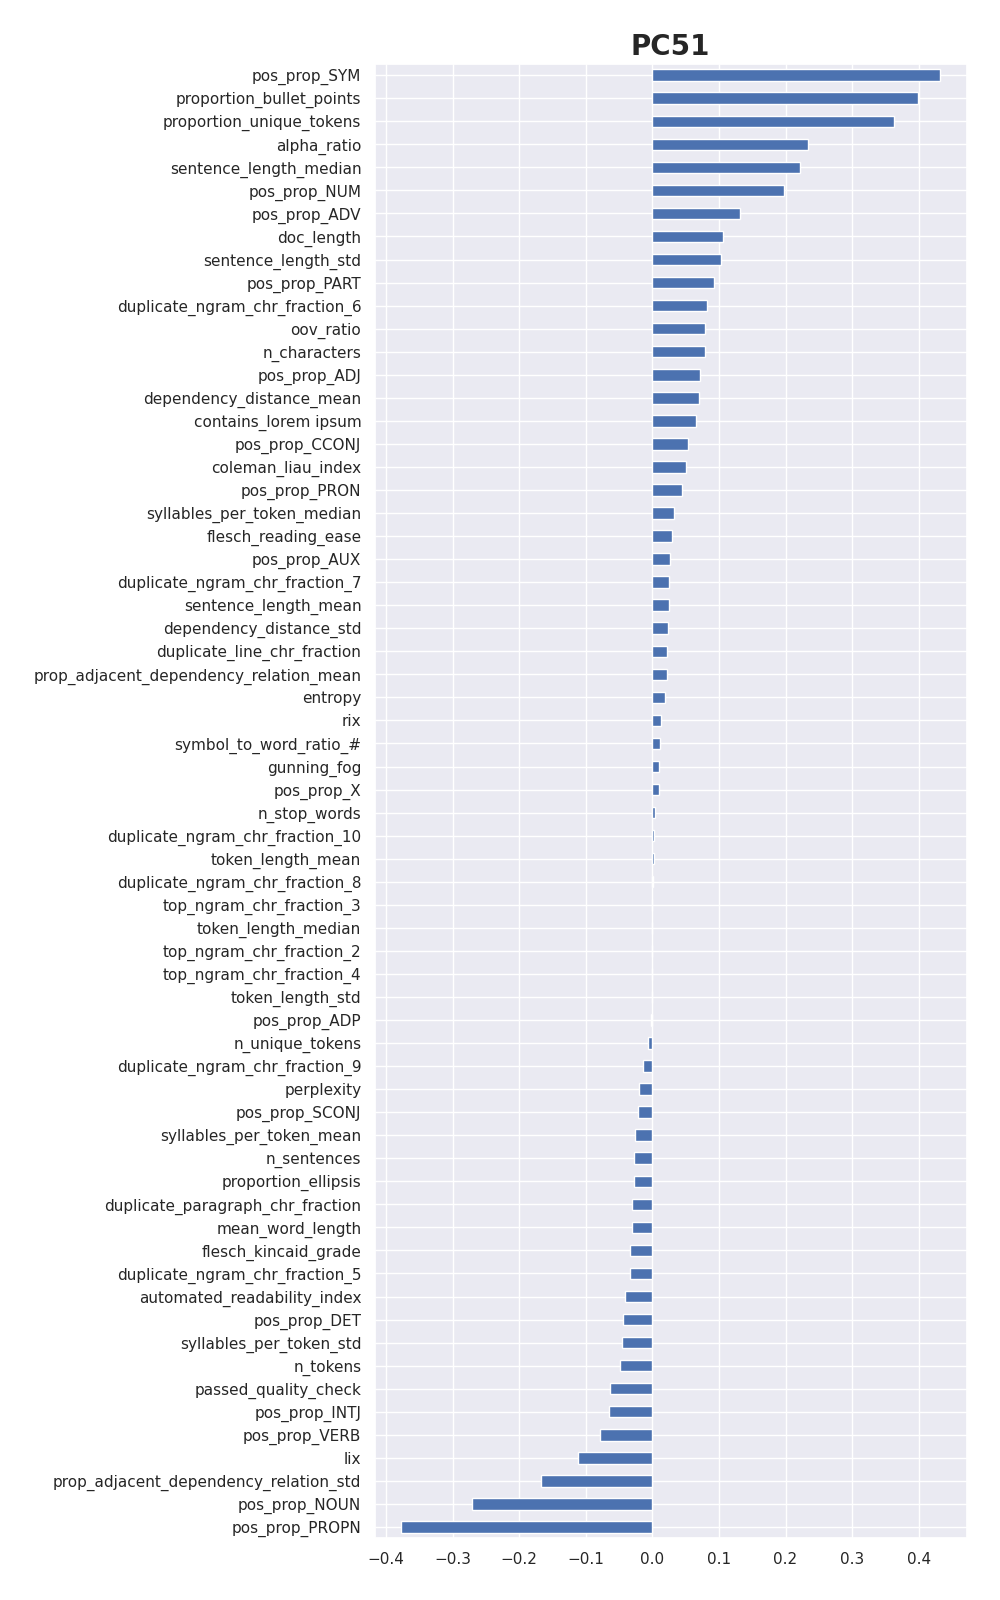 PC51
pos_prop_SYM
proportion_bullet_points
proportion_unique_tokens
alpha_ratio
sentence_length_median
pos_prop_NUM
pos_prop_ADV
doc_length
sentence_length_std
pos_prop_PART
duplicate_ngram_chr_fraction_6
oov_ratio
n_characters
pos_prop_ADJ
dependency_distance_mean
contains_lorem ipsum
pos_prop_CCONJ
coleman_liau_index
pos_prop_PRON
syllables_per_token_median
flesch_reading_ease
pos_prop_AUX
duplicate_ngram_chr_fraction_7
sentence_length_mean
dependency_distance_std
duplicate_line_chr_fraction
prop_adjacent_dependency_relation_mean
entropy
rix
symbol_to_word_ratio_#
gunning_fog
pos_prop_X
n_stop_words
duplicate_ngram_chr_fraction_10
token_length_mean
duplicate_ngram_chr_fraction_8
top_ngram_chr_fraction_3
token_length_median
top_ngram_chr_fraction_2
top_ngram_chr_fraction_4
token_length_std
pos_prop_ADP
n_unique_tokens
duplicate_ngram_chr_fraction_9
perplexity
pos_prop_SCONJ
syllables_per_token_mean
n_sentences
proportion_ellipsis
duplicate_paragraph_chr_fraction
mean_word_length
flesch_kincaid_grade
duplicate_ngram_chr_fraction_5
automated_readability_index
pos_prop_DET
syllables_per_token_std
n_tokens
passed_quality_check
pos_prop_INTJ
pos_prop_VERB
lix
prop_adjacent_dependency_relation_std
pos_prop_NOUN
pos_prop_PROPN
−0.4 −0.3 −0.2 −0.1 0.0 0.1 0.2 0.3 0.4